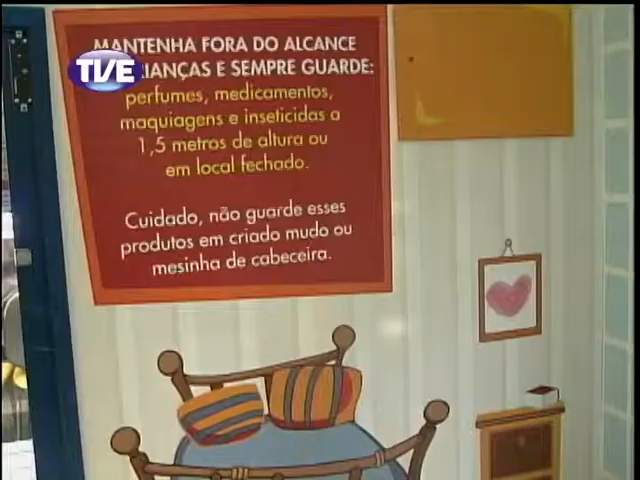 MANTENHA FORA DO ALCANCE
TVE
IANÇAS E SEMPRE GUARDE:
perfumes, medicamentos,
maquiagens e inseticidas a
1,5 metros de altura ou
em local fechado.
Cuidado, não guarde esses
produtos em criado mudo ou
mesinha de cabeceira.